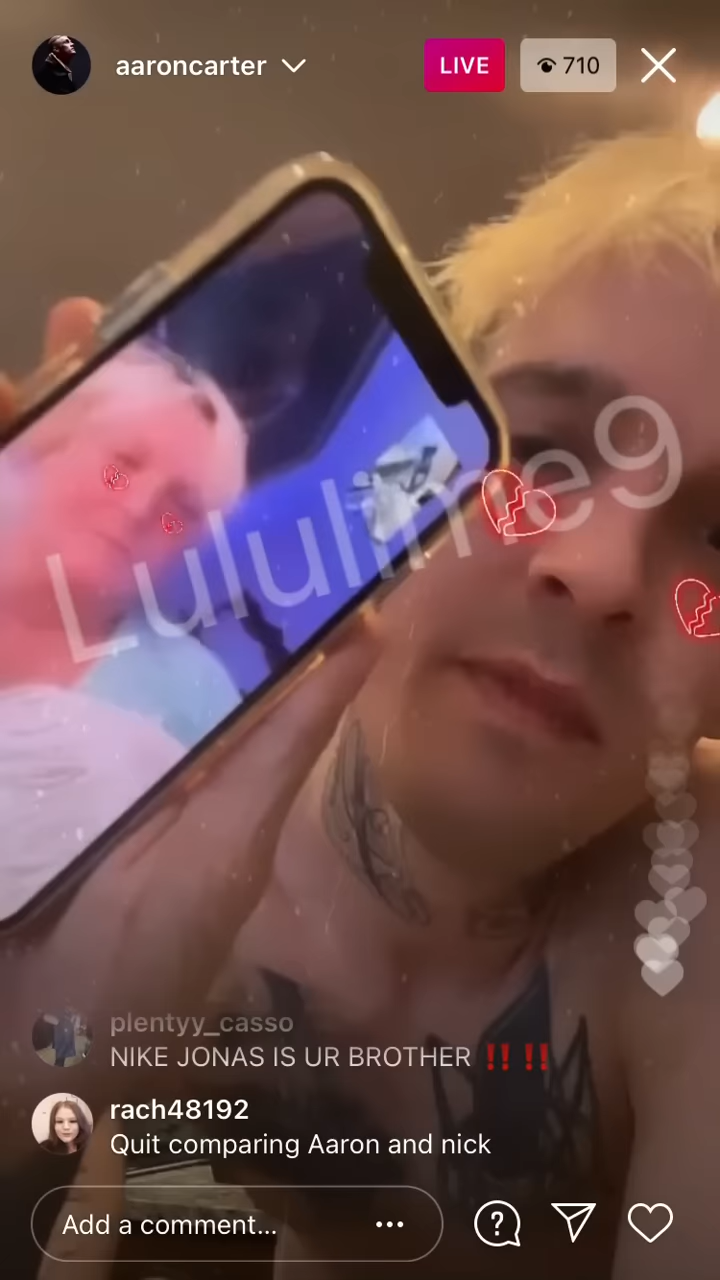 aaroncarter
LIVE
710
Lululime9
plentyy_casso
NIKE JONAS IS UR BROTHER ‼️ ‼️
rach48192
Quit comparing Aaron and nick
Add a comment...